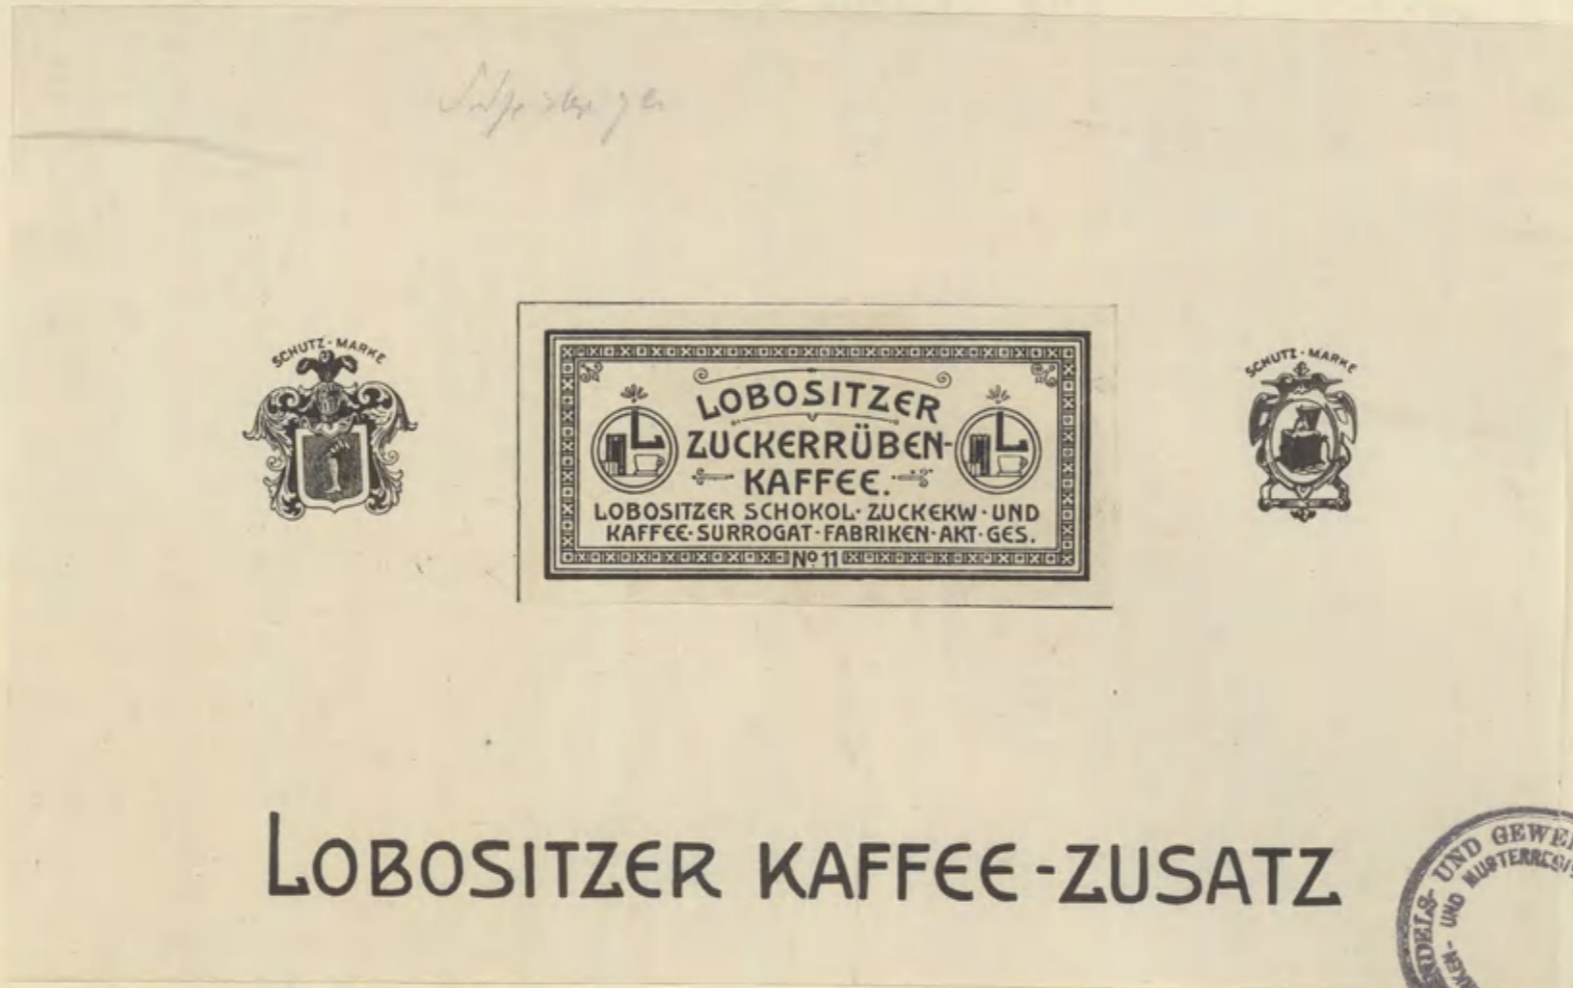 SCHUTZ-MARKE
LOBOSITZER
ZUCKERRÜBEN-
KAFFEE.
LOBOSITZER SCHOKOL· ZUCKEKW· UND
KAFFEE·SURROGAT·FABRIKEN·AKT·GES.
Nº 11
L
L
SCHUTZ·MARKE
LOBOSITZER KAFFEE-ZUSATZ
UND GEWE
UND MUSTERREGI